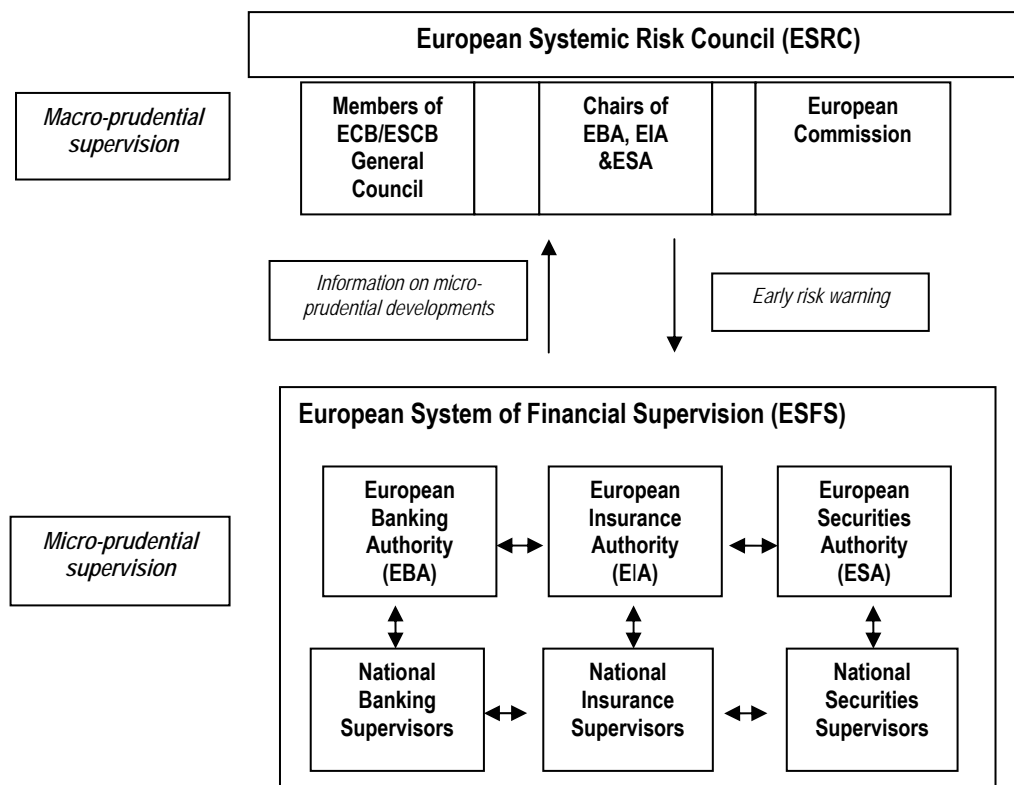 European Systemic Risk Council (ESRC)
Macro-prudential
supervision
Members of
ECB/ESCB
General
Council
Chairs of
EBA, EIA
&ESA
European
Commission
Information on micro-
prudential developments
Early risk warning
European System of Financial Supervision (ESFS)
Micro-prudential
supervision
European
Banking
Authority
(EBA)
European
Insurance
Authority
(EIA)
European
Securities
Authority
(ESA)
National
Banking
Supervisors
National
Insurance
Supervisors
National
Securities
Supervisors